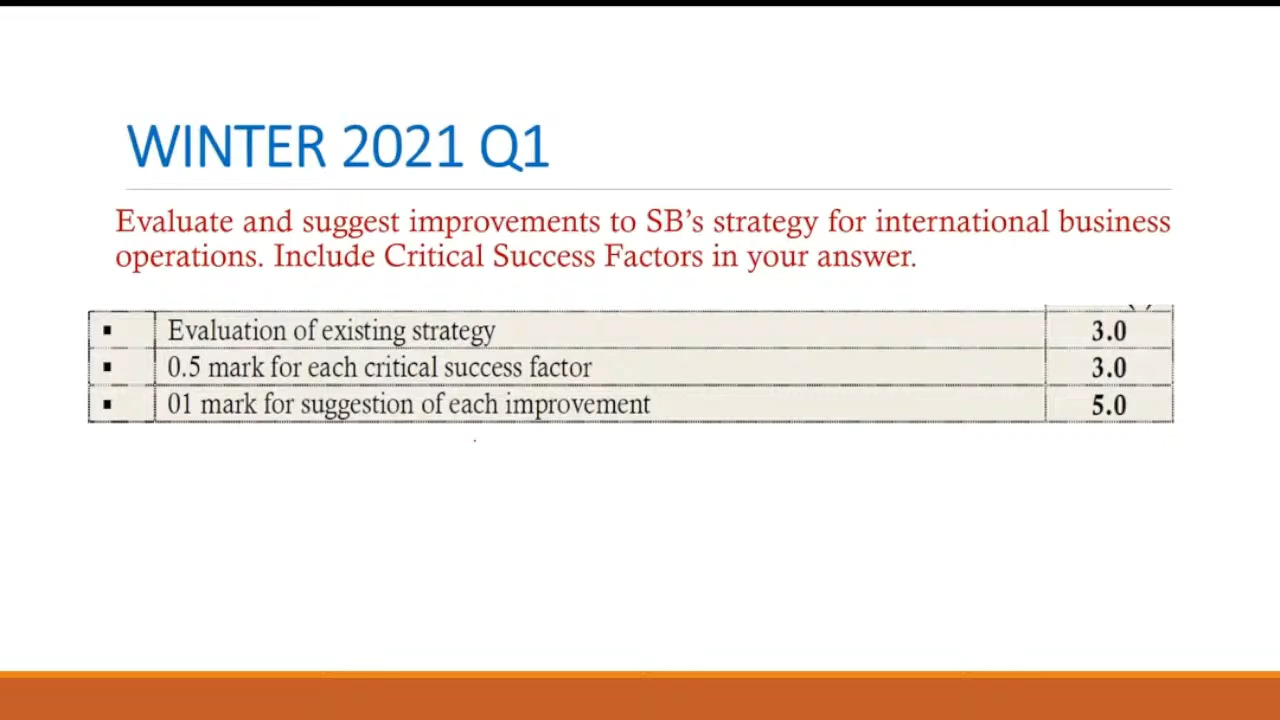 WINTER 2021 Q1
Evaluate and suggest improvements to SB's strategy for international business
operations. Include Critical Success Factors in your answer.
▪ Evaluation of existing strategy 3.0
▪ 0.5 mark for each critical success factor 3.0
▪ 01 mark for suggestion of each improvement 5.0